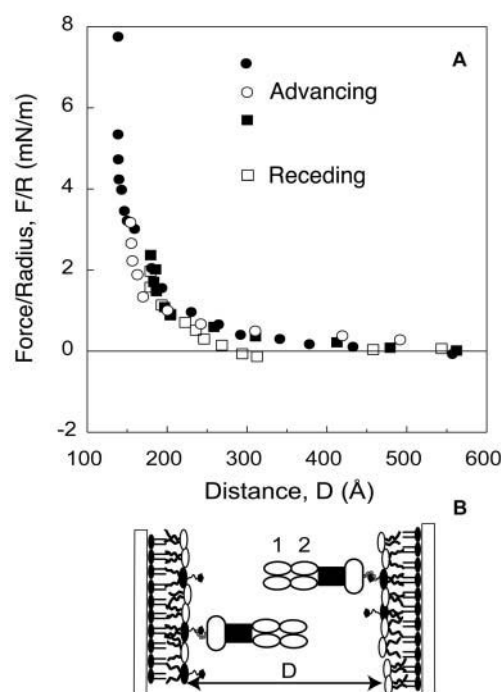 A
8
6
4
2
0
-2
Force/Radius, F/R (mN/m)
Advancing
Receding
100 200 300 400 500 600
Distance, D (Å)
B
1 2
D